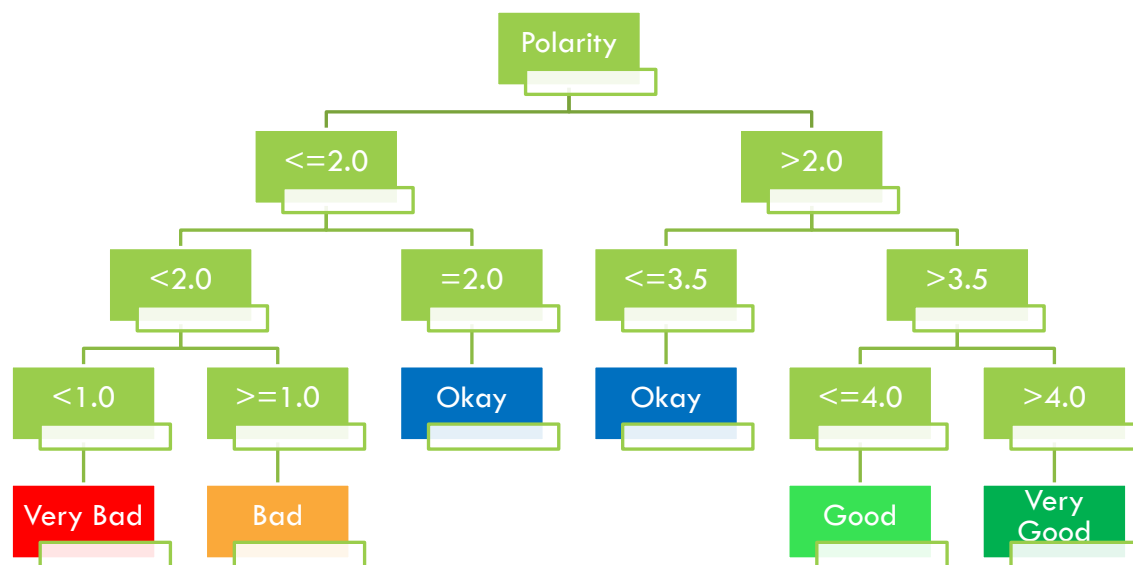 Polarity
<=2.0
>2.0
<2.0
=2.0
<=3.5
>3.5
<1.0
>=1.0
Okay
Okay
<=4.0
>4.0
Very Bad
Bad
Good
Very
Good